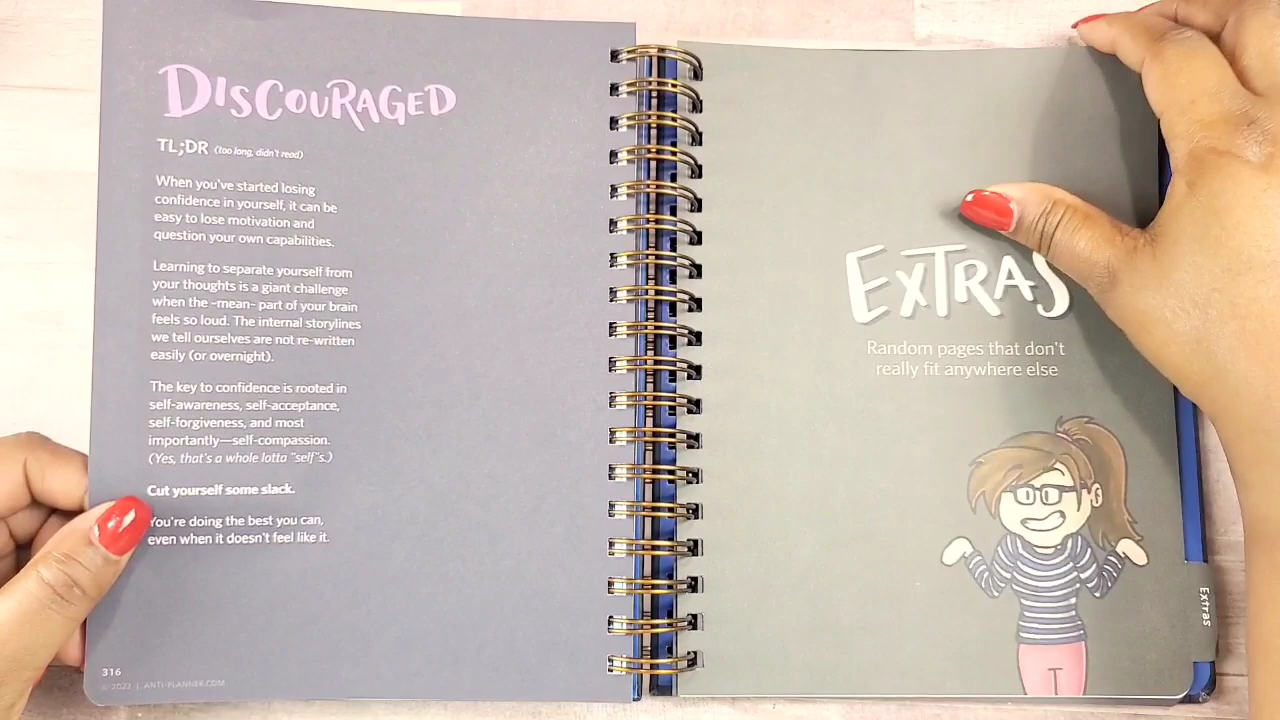 DISCOURAGED
TL;DR (too long, didn't read)
When you've started losing
confidence in yourself, it can be
easy to lose motivation and
question your own capabilities.
Learning to separate yourself from
your thoughts is a giant challenge
when the ~mean~ part of your brain
feels so loud. The internal storylines
we tell ourselves are not re-written
easily (or overnight).
The key to confidence is rooted in
self-awareness, self-acceptance,
self-forgiveness, and most
importantly—self-compassion.
(Yes, that's a whole lotta "self"s.)
Cut yourself some slack.
You're doing the best you can,
even when it doesn't feel like it.
316
© 2022 | ANTI-PLANNER.COM
EXTRAS
Random pages that don't
really fit anywhere else
Extras